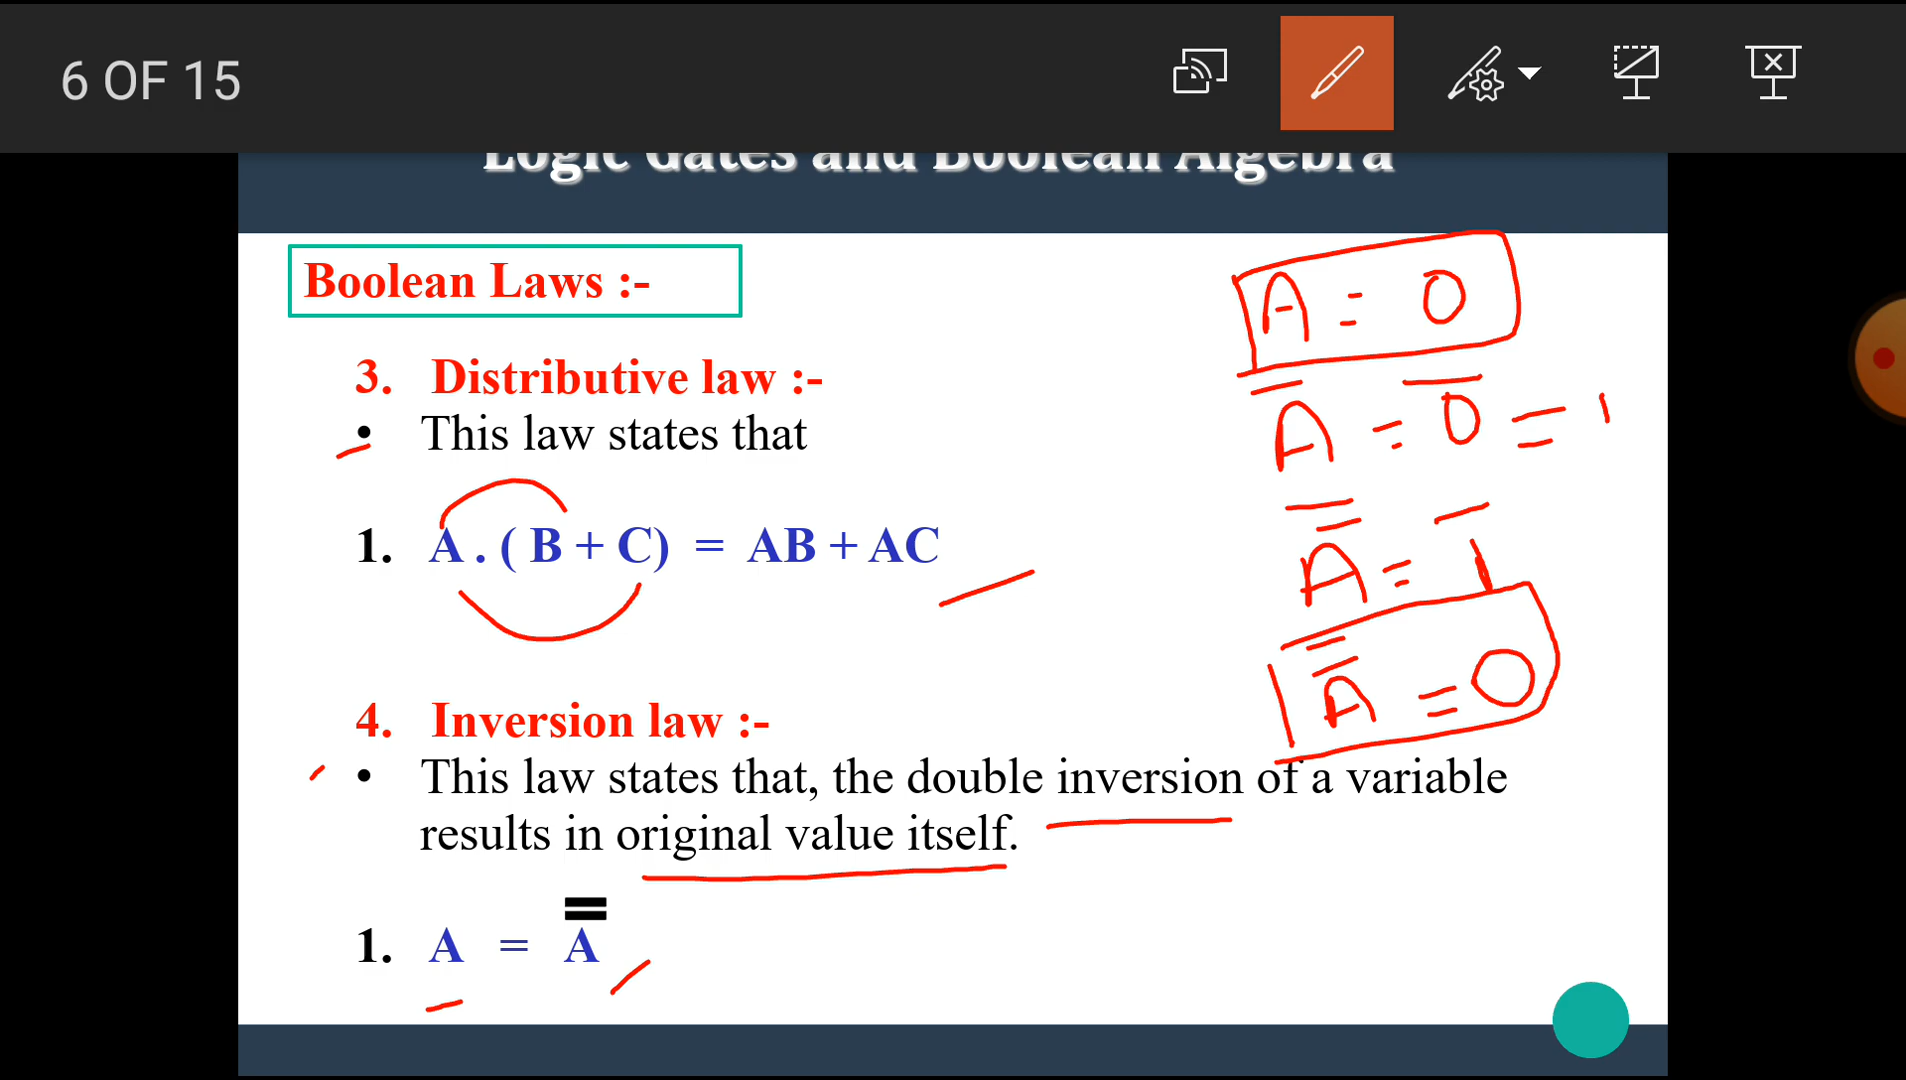 6 OF 15
Logic Gates and Boolean Algebra
Boolean Laws :-
3. Distributive law :-
• This law states that
1. A . ( B + C) = AB + AC
4. Inversion law :-
• This law states that, the double inversion of a variable
results in original value itself.
1. A = A̿
A = 0
A̅ = 0̅ = 1
A̿ = 1̅
A̿ = 0